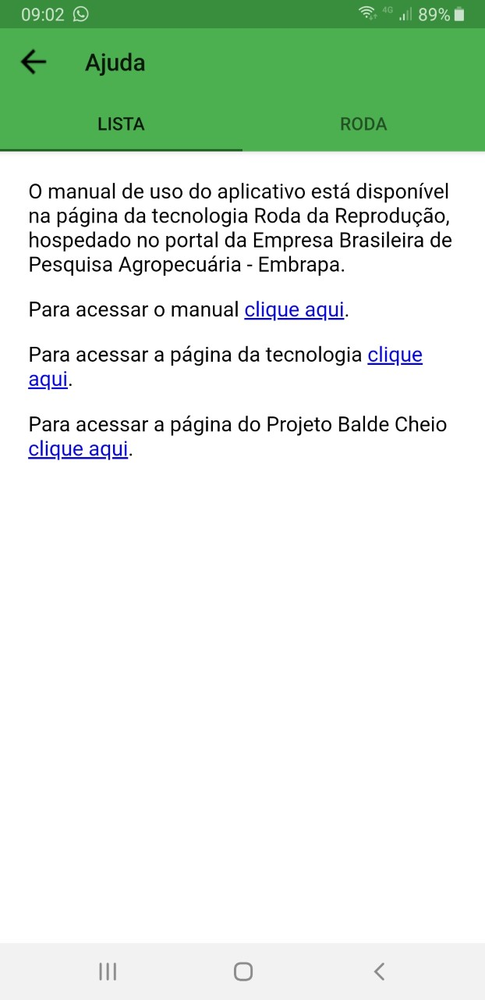 09:02 4G 89%
Ajuda
LISTA RODA
O manual de uso do aplicativo está disponível
na página da tecnologia Roda da Reprodução,
hospedado no portal da Empresa Brasileira de
Pesquisa Agropecuária - Embrapa.
Para acessar o manual clique aqui.
Para acessar a página da tecnologia clique
aqui.
Para acessar a página do Projeto Balde Cheio
clique aqui.